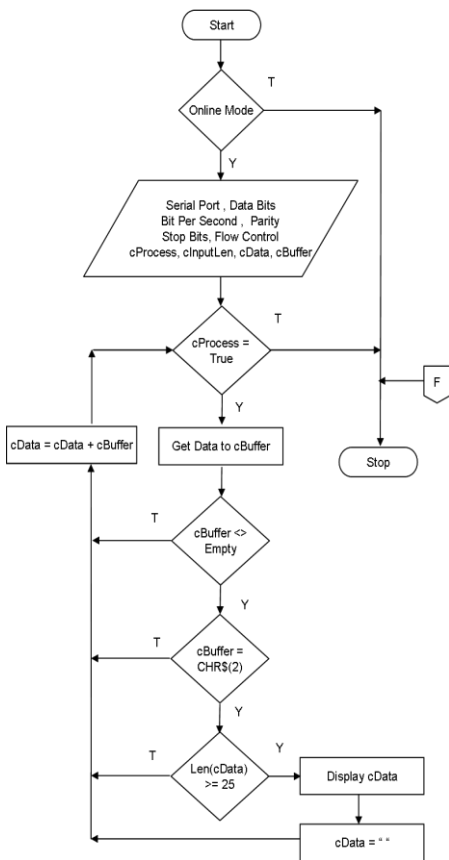 Start
T
Online Mode
Y
Serial Port , Data Bits
Bit Per Second , Parity
Stop Bits, Flow Control
cProcess, cInputLen, cData, cBuffer
cProcess =
True
T
F
Y
cData = cData + cBuffer
Get Data to cBuffer
Stop
T
cBuffer <>
Empty
Y
T
cBuffer =
CHR$(2)
Y
T
Len(cData)
>= 25
Y
Display cData
cData = “ “